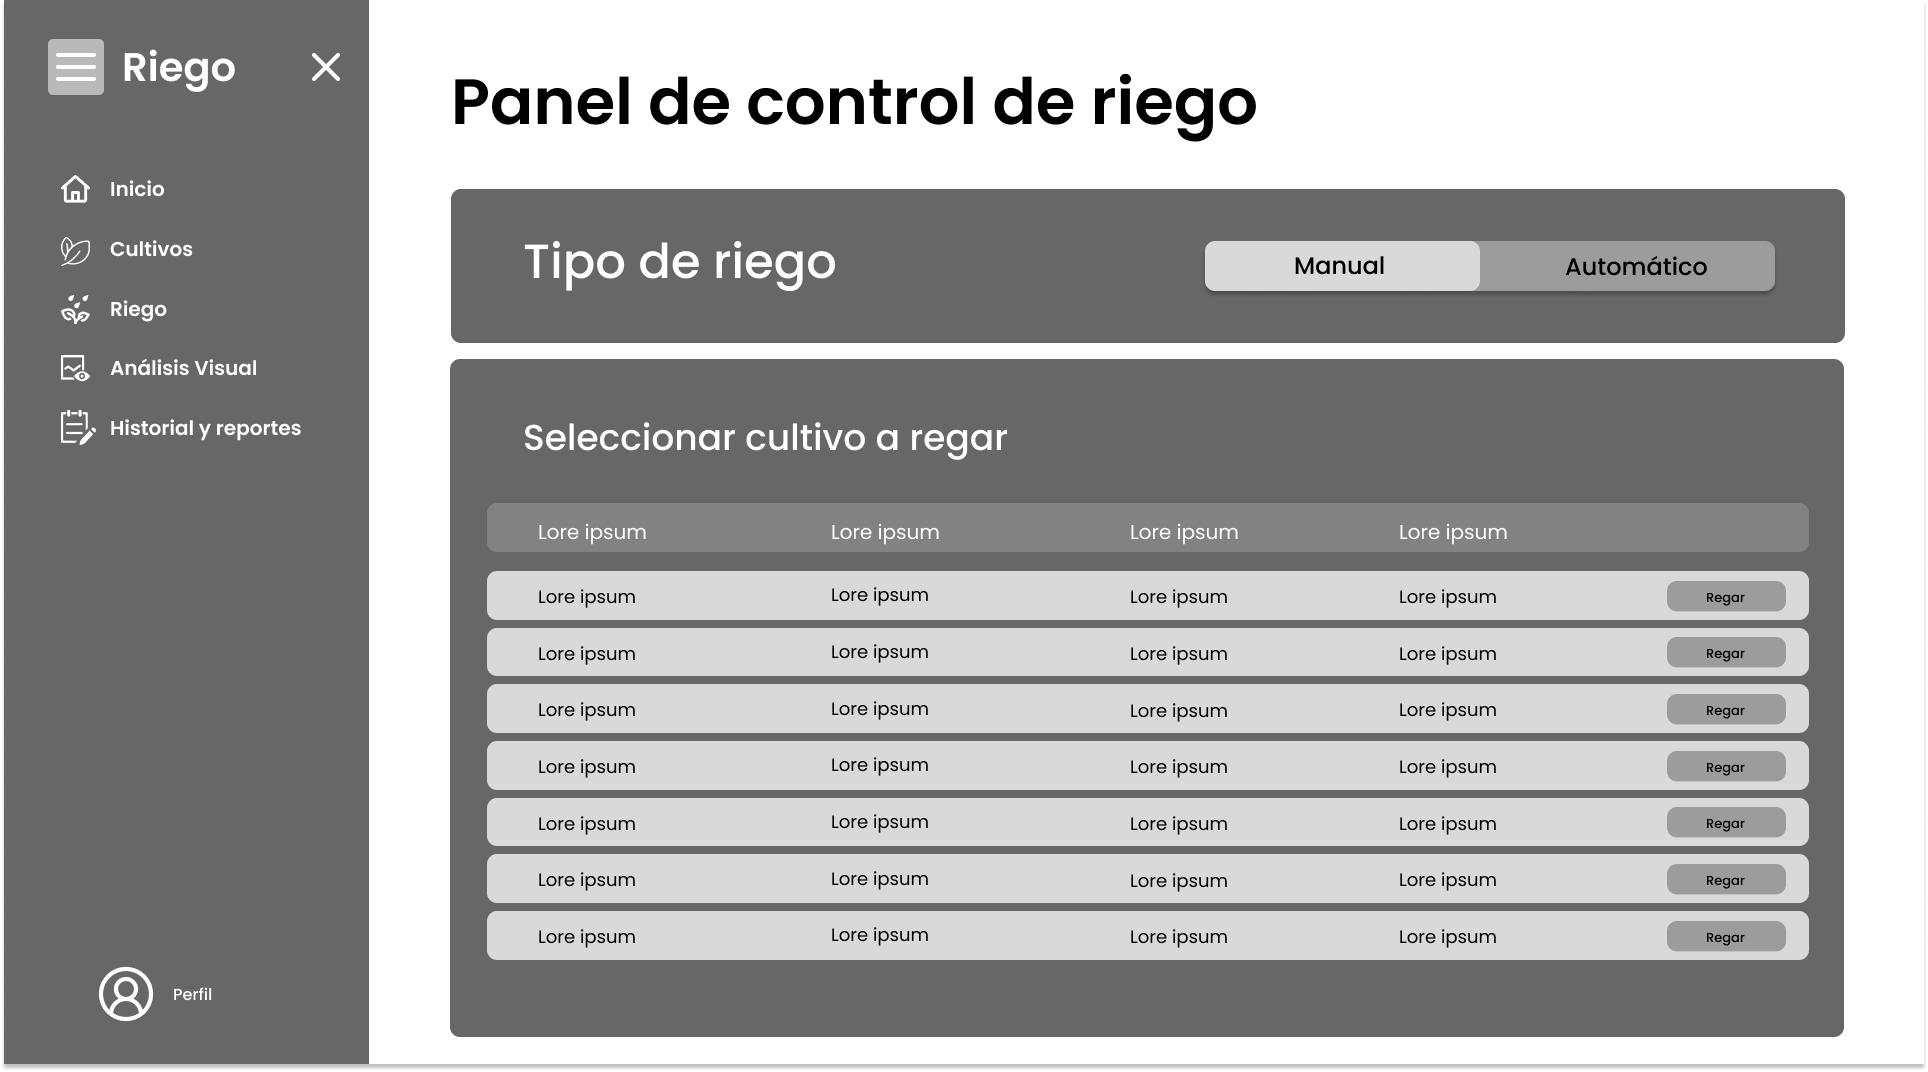 Riego
Inicio
Cultivos
Riego
Análisis Visual
Historial y reportes
Perfil
Panel de control de riego
Tipo de riego
Manual Automático
Seleccionar cultivo a regar
Lore ipsum Lore ipsum Lore ipsum Lore ipsum
Lore ipsum Lore ipsum Lore ipsum Lore ipsum Regar
Lore ipsum Lore ipsum Lore ipsum Lore ipsum Regar
Lore ipsum Lore ipsum Lore ipsum Lore ipsum Regar
Lore ipsum Lore ipsum Lore ipsum Lore ipsum Regar
Lore ipsum Lore ipsum Lore ipsum Lore ipsum Regar
Lore ipsum Lore ipsum Lore ipsum Lore ipsum Regar
Lore ipsum Lore ipsum Lore ipsum Lore ipsum Regar